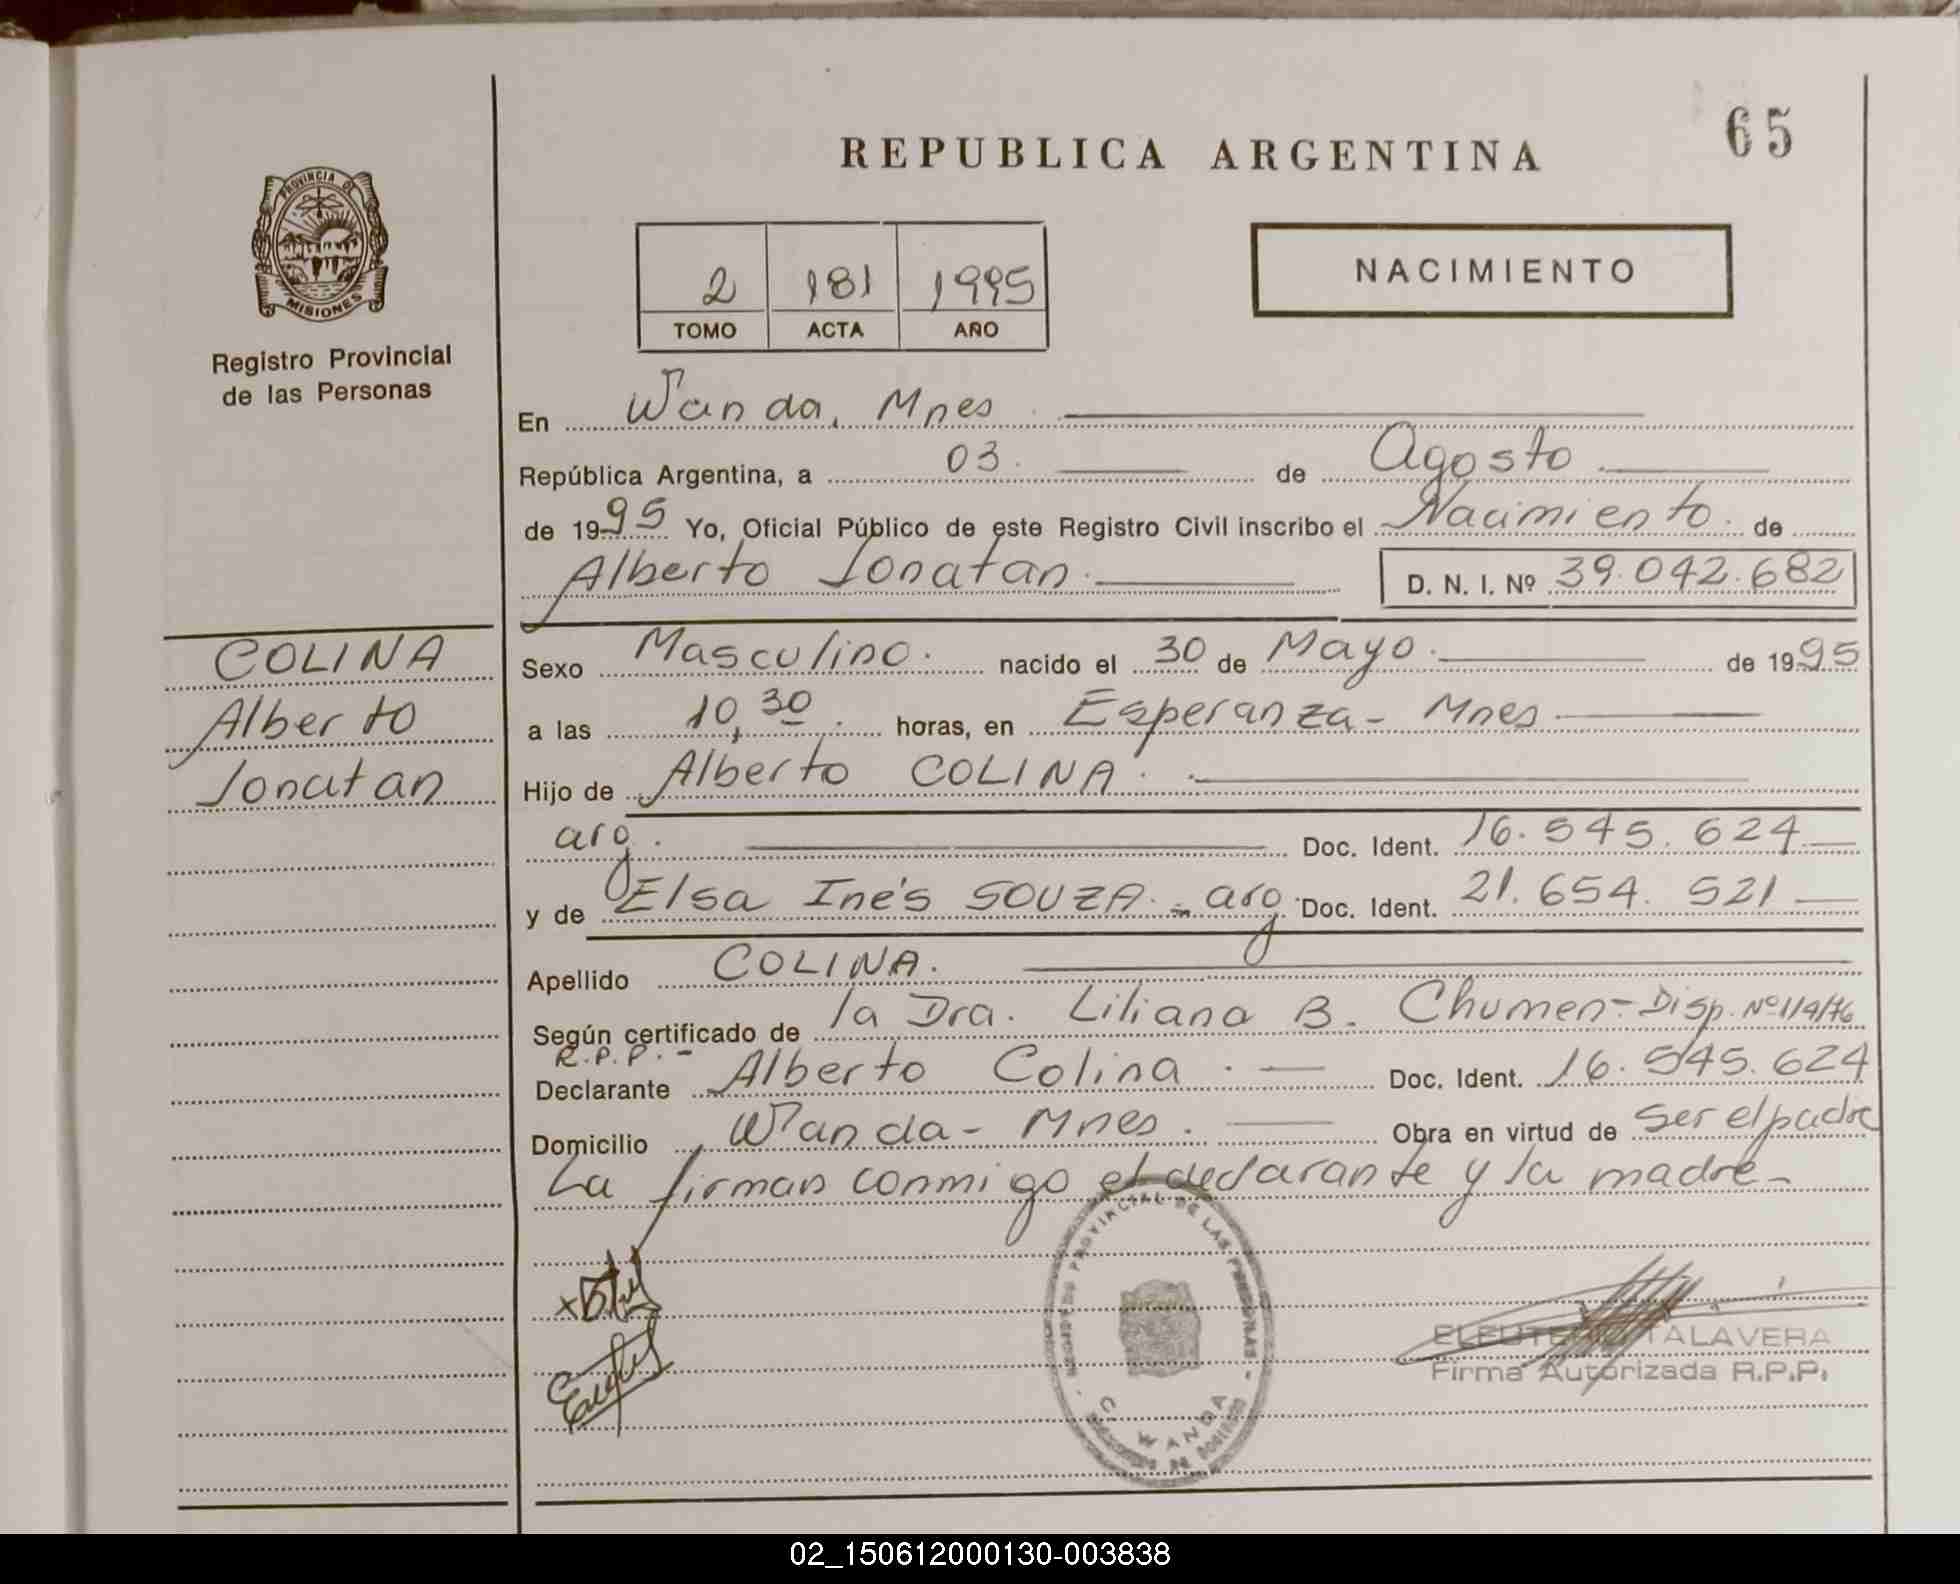 65
REPUBLICA ARGENTINA
PROVINCIA DE
MISIONES
Registro Provincial
de las Personas
NACIMIENTO
2 181 1995
TOMO ACTA AÑO
En Wanda, Mnes
República Argentina, a 03. de Agosto
de 1995 Yo, Oficial Público de este Registro Civil inscribo el Nacimiento. de
Alberto Jonatan. D. N. I. Nº 39.042.682
COLINA
Alberto
Jonatan
Sexo Masculino. nacido el 30 de Mayo. de 1995
a las 10,30. horas, en Esperanza - Mnes
Hijo de Alberto COLINA.
arg. Doc. Ident. 16.545.624
y de Elsa Inés SOUZA. - arg Doc. Ident. 21.654.521
Apellido COLINA.
Según certificado de la Dra. Liliana B. Chumen - Disp. Nº 114/76
R.P.P. -
Declarante Alberto Colina. Doc. Ident. 16.545.624
Domicilio Wanda - Mnes. Obra en virtud de ser el padre
La firman conmigo el declarante y la madre -
PROVINCIAL DE LAS PERSONAS
WANDA
ELEUTERIO TALAVERA
Firma Autorizada R.P.P.
02_150612000130-003838